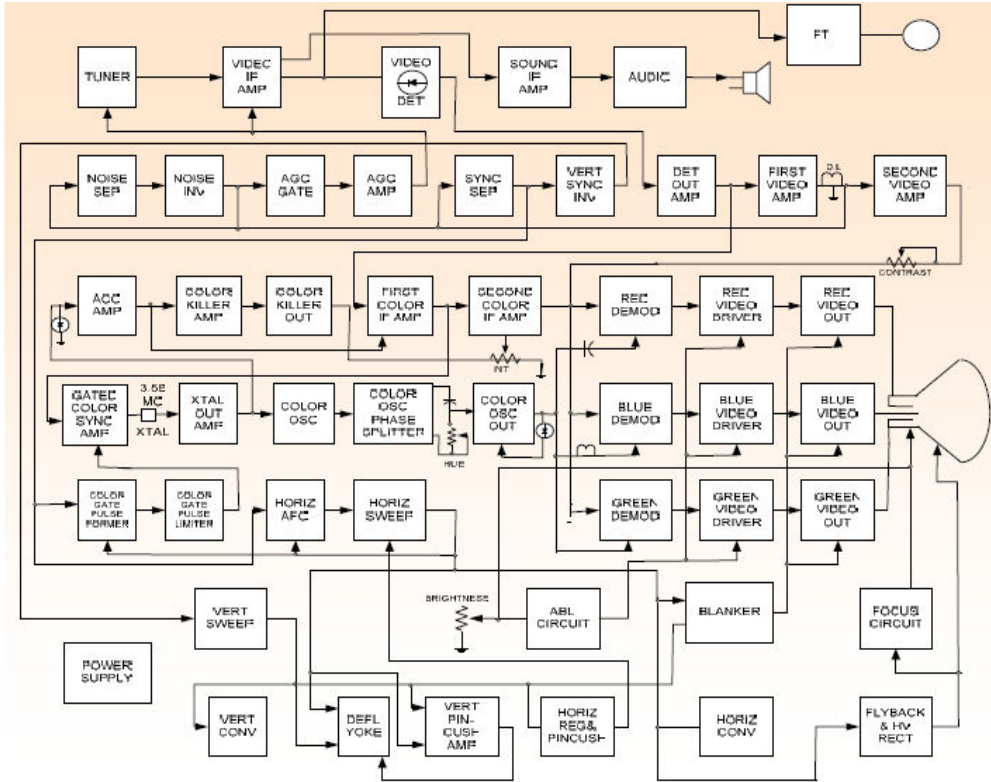 FT
TUNER
VIDEO
IF
AMP
VIDEO
DET
SOUND
IF
AMP
AUDIO
NOISE
SEP
NOISE
INV
AGC
GATE
AGC
AMP
SYNC
SEP
VERT
SYNC
INV
DET
OUT
AMP
FIRST
VIDEO
AMP
D.L
SECOND
VIDEO
AMP
CONTRAST
ACC
AMP
COLOR
KILLER
AMP
COLOR
KILLER
OUT
FIRST
COLOR
IF AMP
SECOND
COLOR
IF AMP
RED
DEMOD
RED
VIDEO
DRIVER
RED
VIDEO
OUT
GATED
COLOR
SYNC
AMP
3.58
MC
XTAL
XTAL
OUT
AMP
COLOR
OSC
COLOR
OSC
PHASE
SPLITTER
HUE
COLOR
OSC
OUT
BLUE
DEMOD
BLUE
VIDEO
DRIVER
BLUE
VIDEO
OUT
COLOR
GATE
PULSE
FORMER
COLOR
GATE
PULSE
LIMITER
HORIZ
AFC
HORIZ
SWEEP
GREEN
DEMOD
GREEN
VIDEO
DRIVER
GREEN
VIDEO
OUT
VERT
SWEEP
BRIGHTNESS
ABL
CIRCUIT
BLANKER
FOCUS
CIRCUIT
POWER
SUPPLY
VERT
CONV
DEFL
YOKE
VERT
PIN-
CUSH
AMP
HORIZ
REG&
PINCUSH
HORIZ
CONV
FLYBACK
& HV
RECT